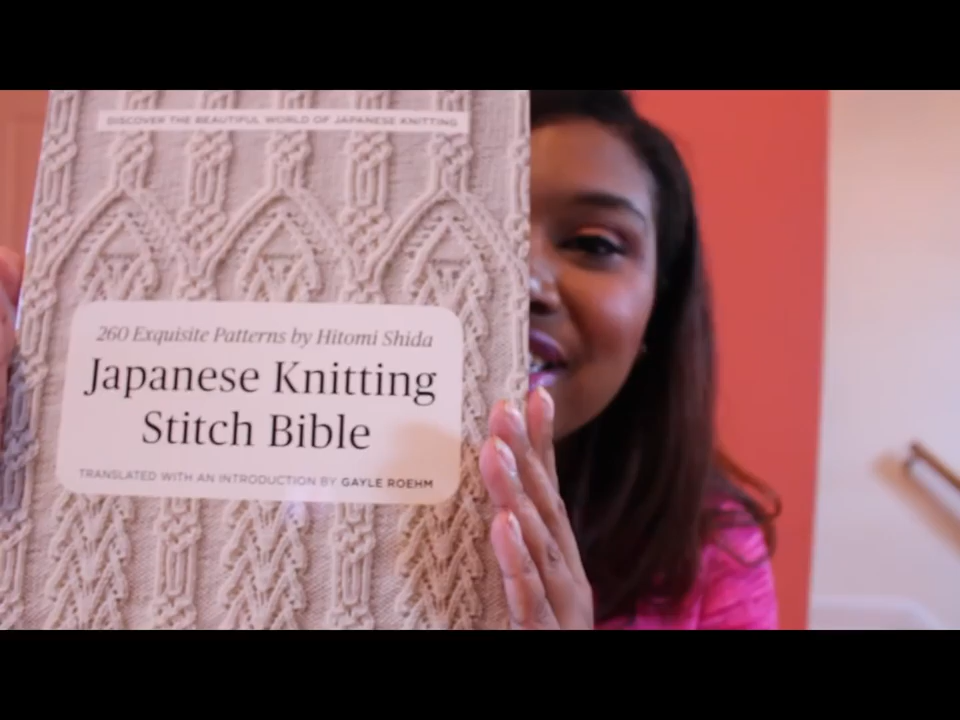 DISCOVER THE BEAUTIFUL WORLD OF JAPANESE KNITTING
260 Exquisite Patterns by Hitomi Shida
Japanese Knitting
Stitch Bible
TRANSLATED WITH AN INTRODUCTION BY GAYLE ROEHM